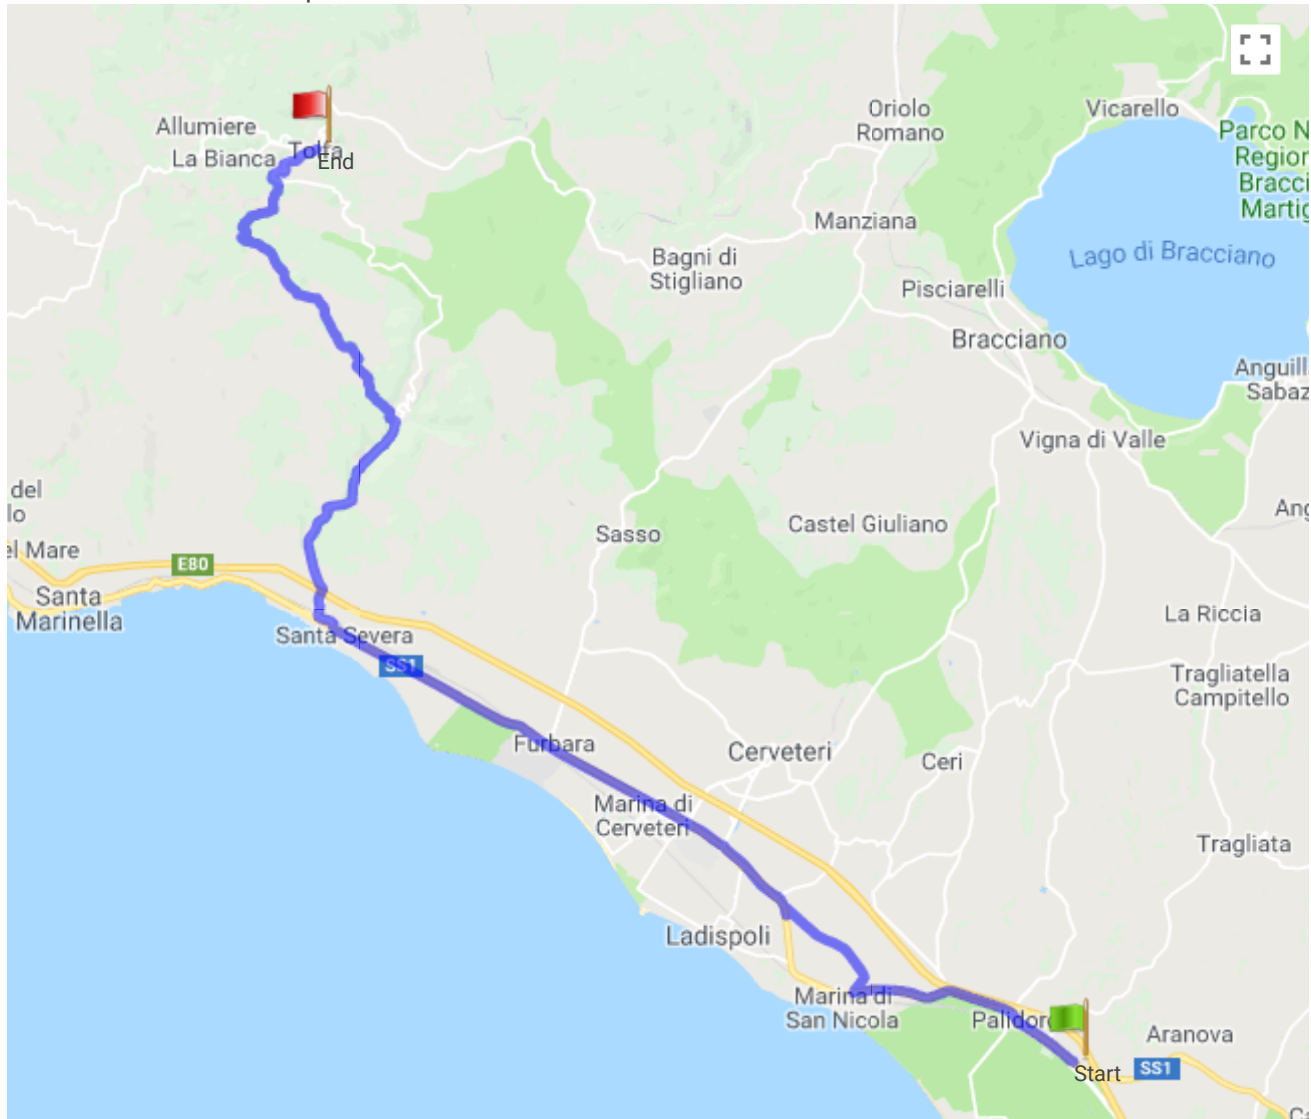 Oriolo
Romano
Vicarello
Parco N
Region
Bracci
Martig
Allumiere
Tolfa
End
La Bianca
Manziana
Lago di Bracciano
Bagni di
Stigliano
Pisciarelli
Bracciano
Anguill
Sabaz
Vigna di Valle
del
lo
Ang
Castel Giuliano
Sasso
el Mare
E80
Santa
Marinella
La Riccia
Santa Severa
SS1
Tragliatella
Campitello
Furbara
Cerveteri
Ceri
Marina di
Cerveteri
Tragliata
Ladispoli
Marina di
San Nicola
Palidoro
Aranova
Start
SS1